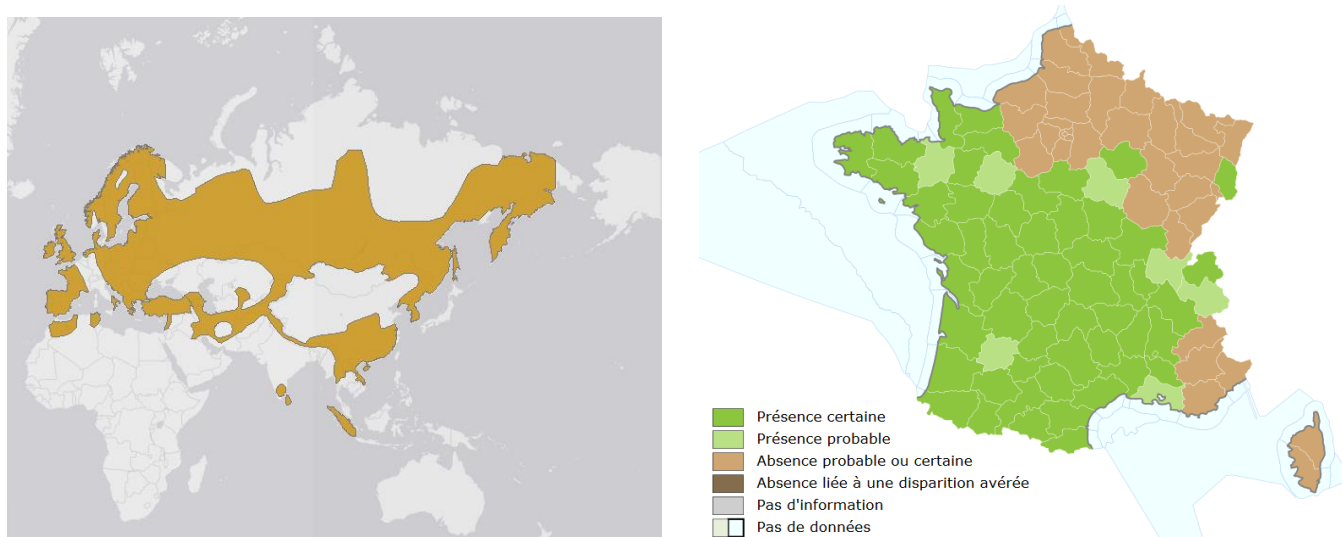 Présence certaine
Présence probable
Absence probable ou certaine
Absence liée à une disparition avérée
Pas d'information
Pas de données